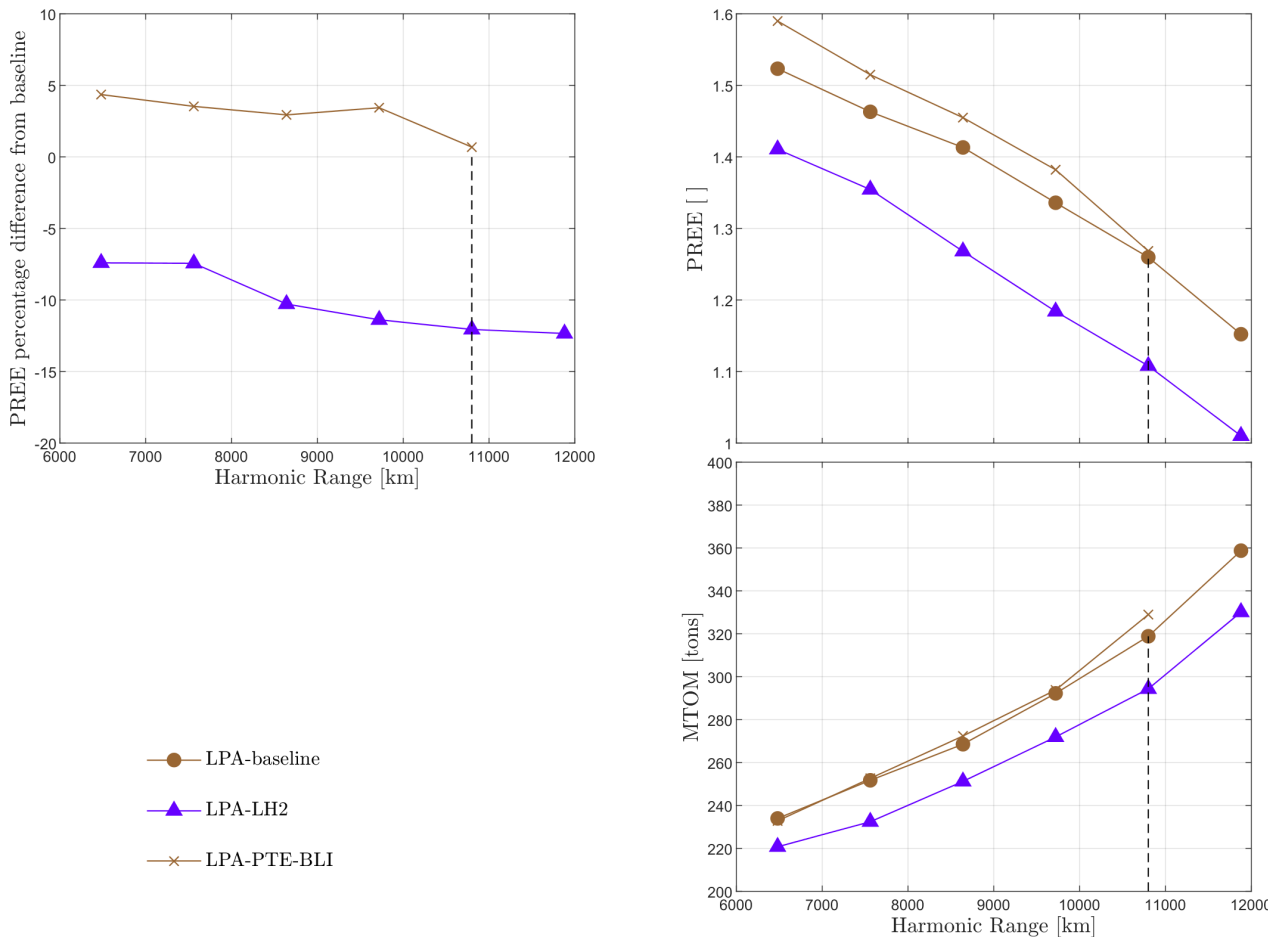 PREE percentage difference from baseline
10
5
0
-5
-10
-15
-20
6000 7000 8000 9000 10000 11000 12000
Harmonic Range [km]
PREE [ ]
1.6
1.5
1.4
1.3
1.2
1.1
1
MTOM [tons]
400
380
360
340
320
300
280
260
240
220
200
6000 7000 8000 9000 10000 11000 12000
Harmonic Range [km]
LPA-baseline
LPA-LH2
LPA-PTE-BLI